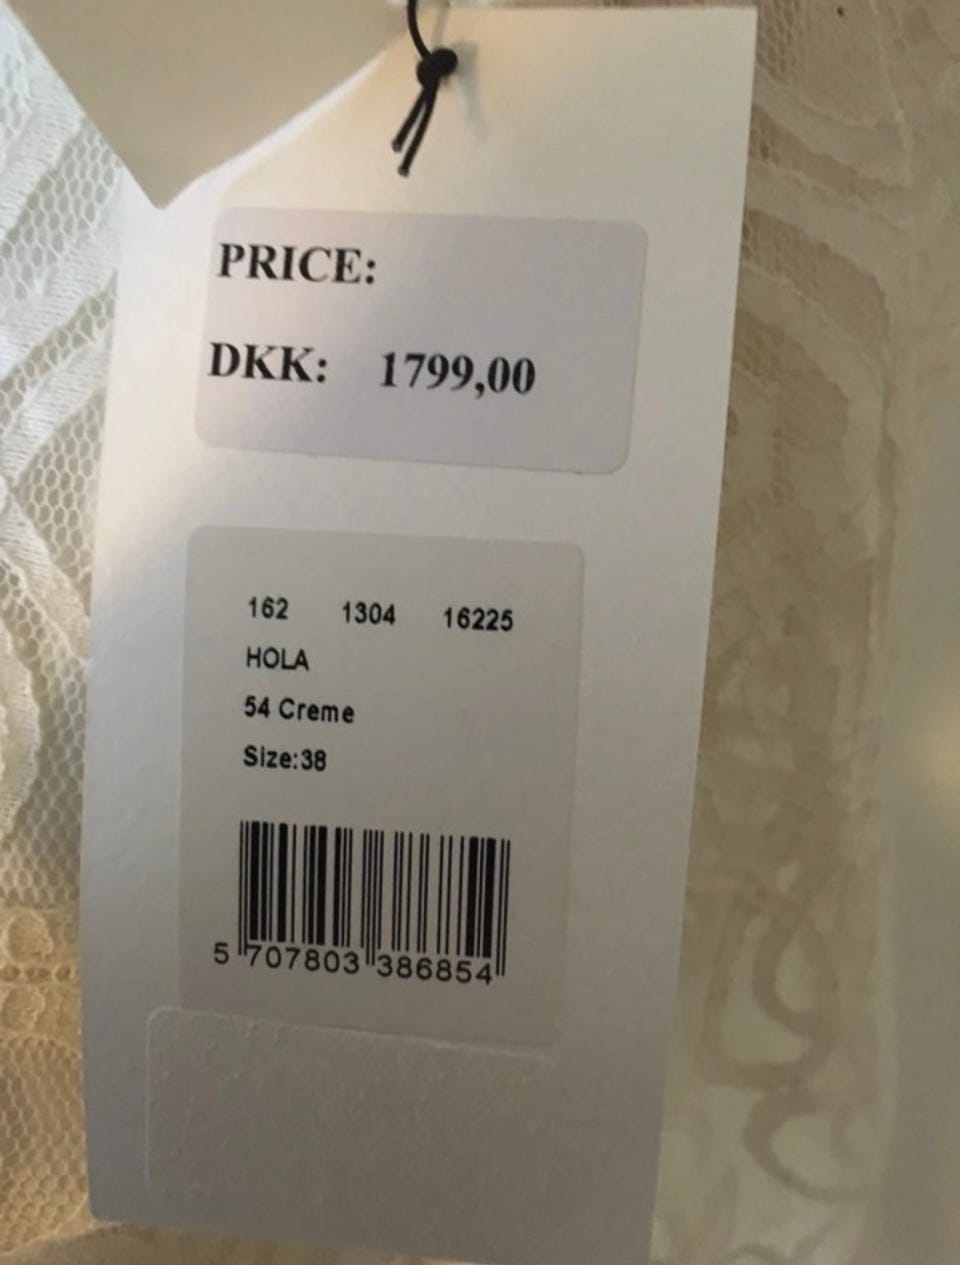 PRICE:
DKK: 1799,00
162 1304 16225
HOLA
54 Creme
Size:38
5 707803 386854